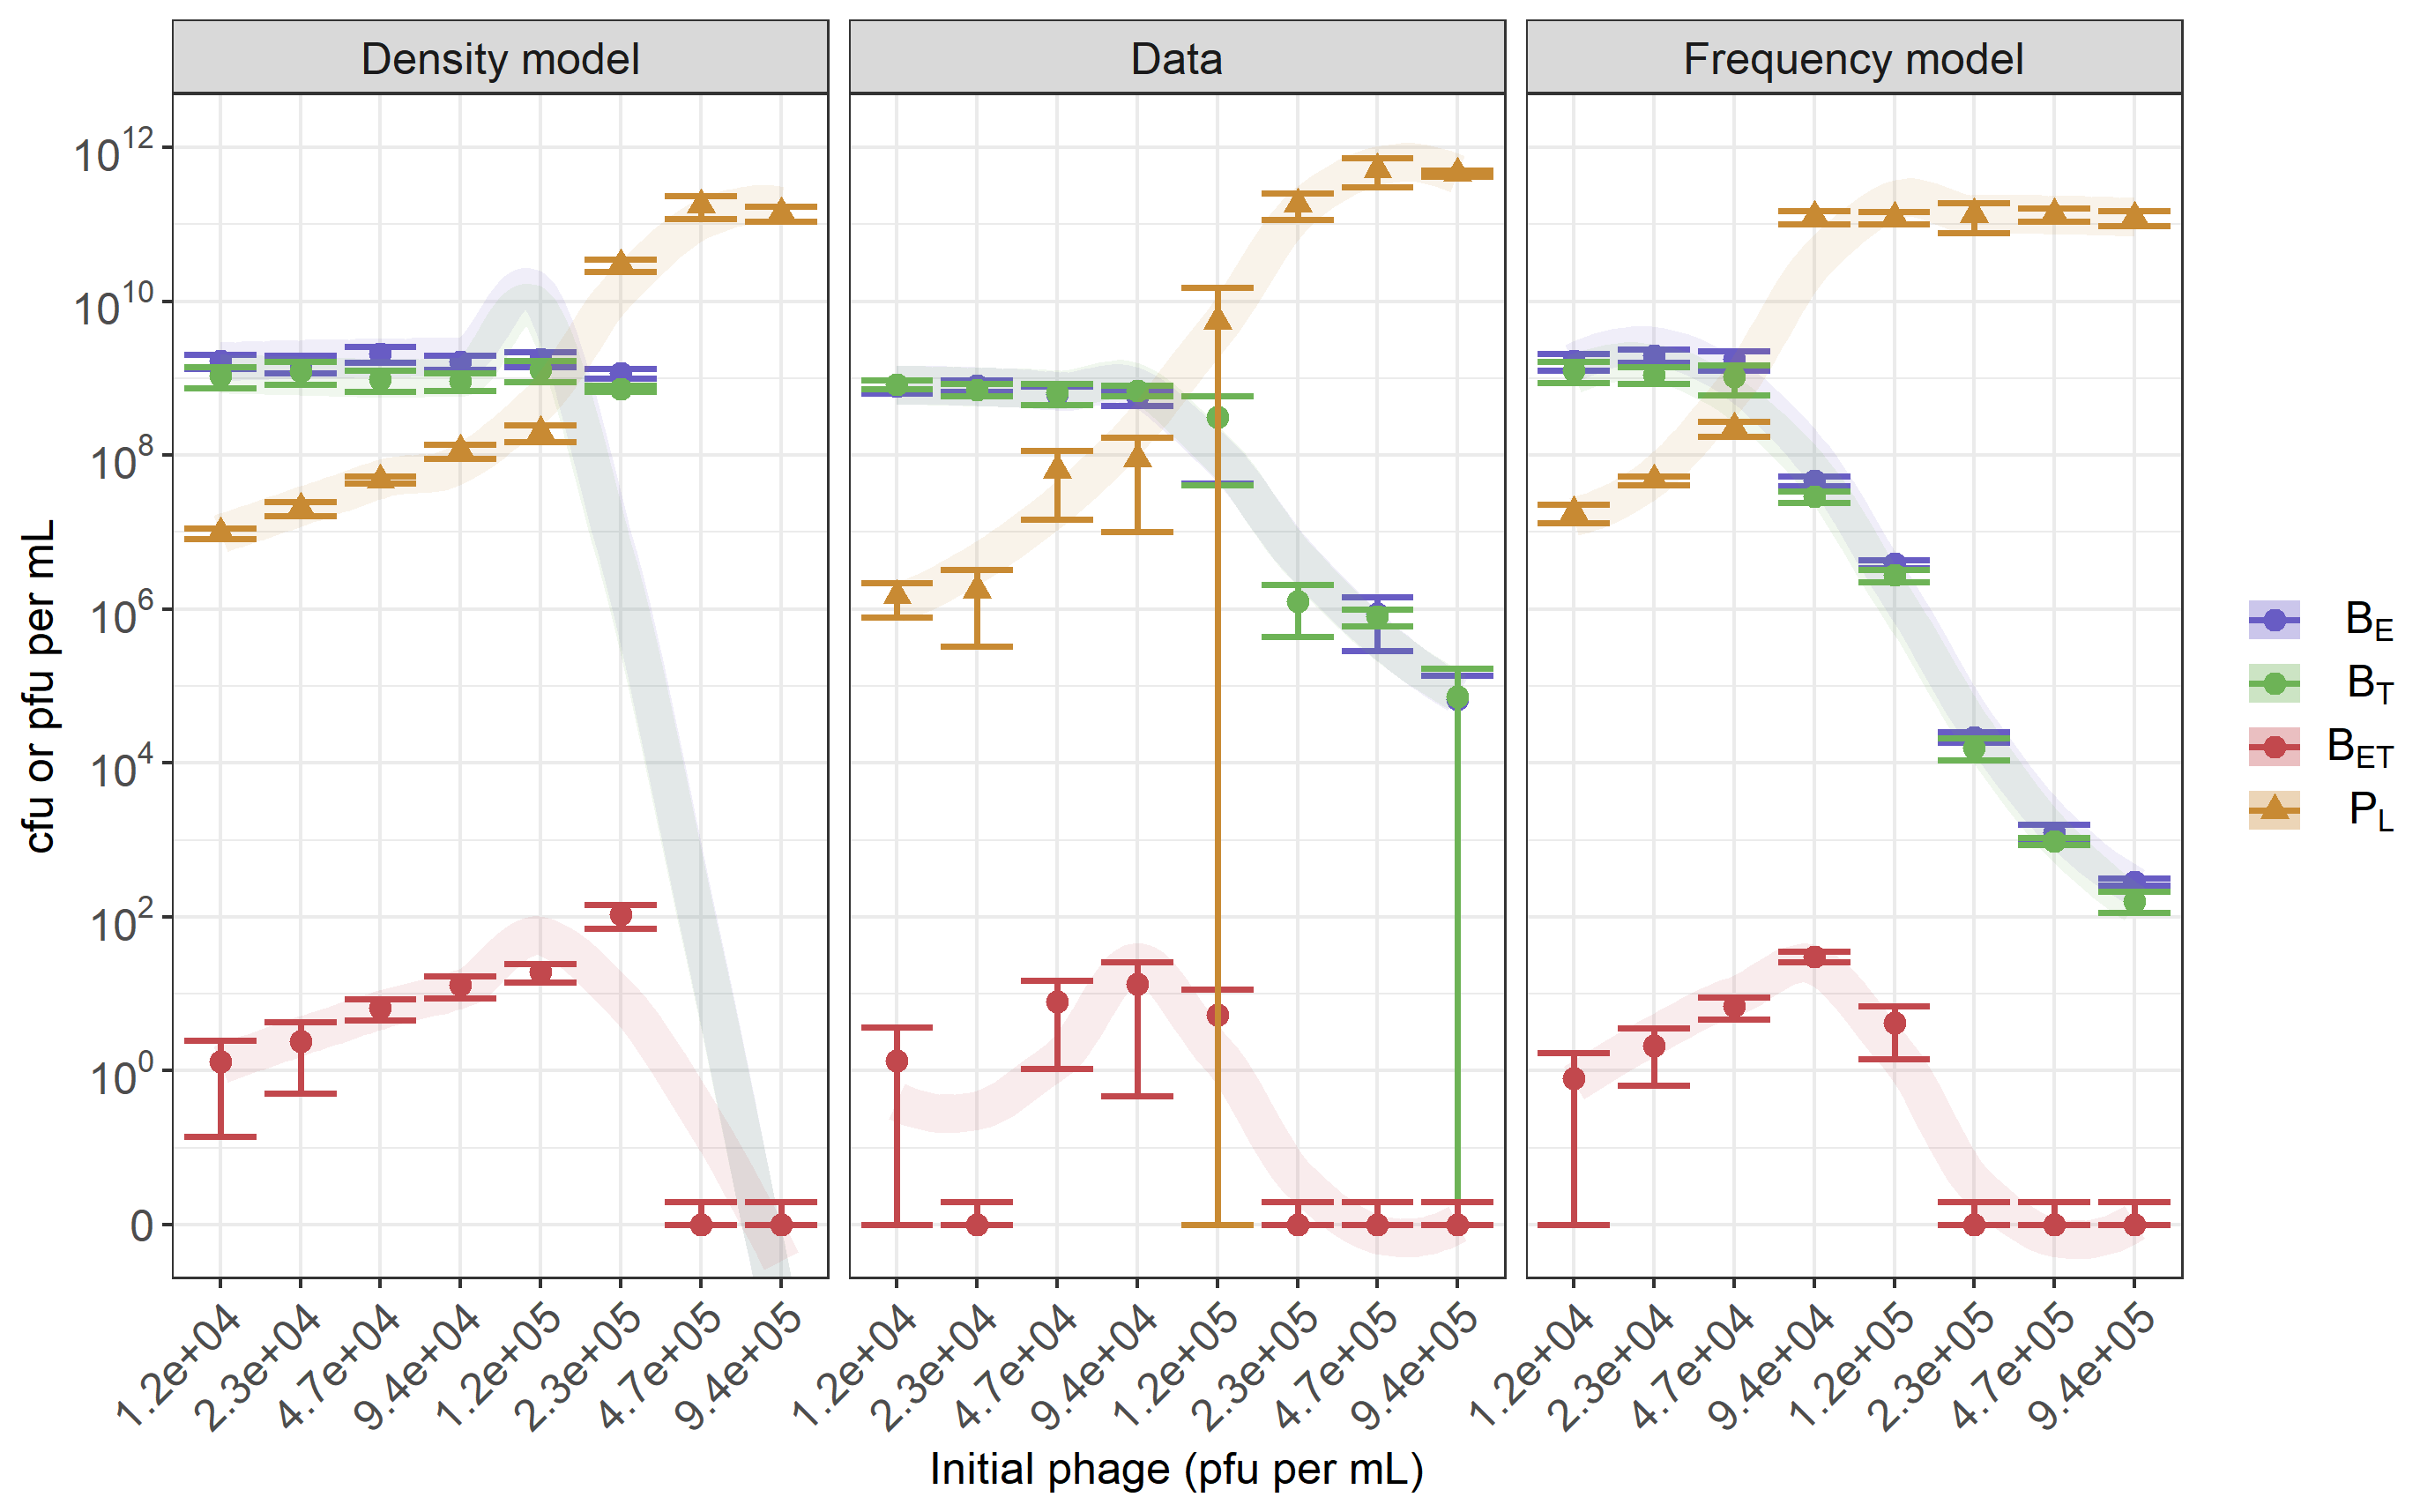 Density model
Data
Frequency model
cfu or pfu per mL
10^12
10^10
10^8
10^6
10^4
10^2
10^0
0
1.2e+04 2.3e+04 4.7e+04 9.4e+04 1.2e+05 2.3e+05 4.7e+05 9.4e+05
1.2e+04 2.3e+04 4.7e+04 9.4e+04 1.2e+05 2.3e+05 4.7e+05 9.4e+05
1.2e+04 2.3e+04 4.7e+04 9.4e+04 1.2e+05 2.3e+05 4.7e+05 9.4e+05
Initial phage (pfu per mL)
B_E
B_T
B_ET
P_L